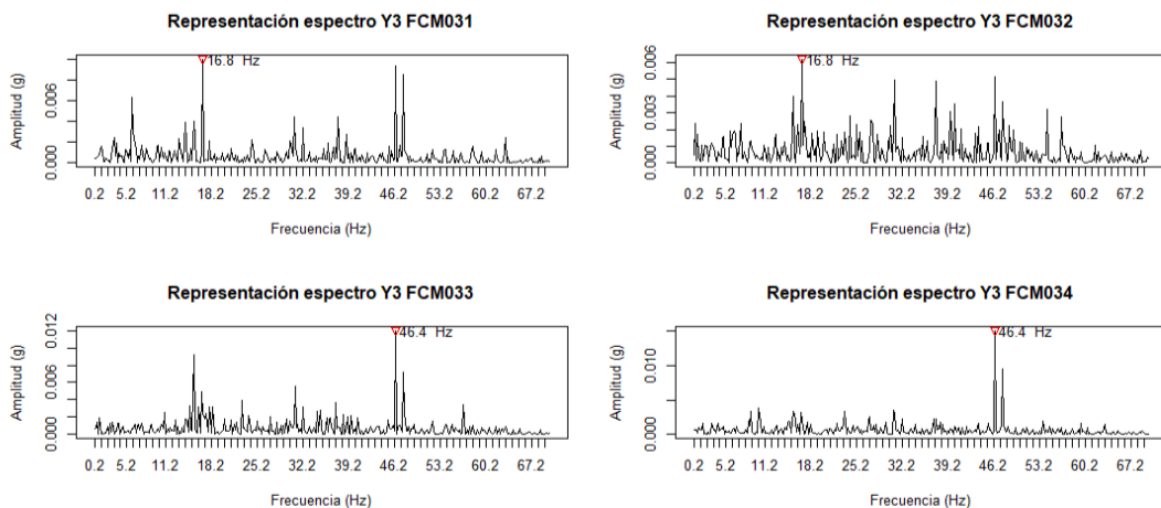 Representación espectro Y3 FCM031
Amplitud (g)
0.006
0.000
16.8 Hz
0.2 5.2 11.2 18.2 25.2 32.2 39.2 46.2 53.2 60.2 67.2
Frecuencia (Hz)
Representación espectro Y3 FCM032
Amplitud (g)
0.006
0.003
0.000
16.8 Hz
0.2 5.2 11.2 18.2 25.2 32.2 39.2 46.2 53.2 60.2 67.2
Frecuencia (Hz)
Representación espectro Y3 FCM033
Amplitud (g)
0.012
0.006
0.000
46.4 Hz
0.2 5.2 11.2 18.2 25.2 32.2 39.2 46.2 53.2 60.2 67.2
Frecuencia (Hz)
Representación espectro Y3 FCM034
Amplitud (g)
0.010
0.000
46.4 Hz
0.2 5.2 11.2 18.2 25.2 32.2 39.2 46.2 53.2 60.2 67.2
Frecuencia (Hz)